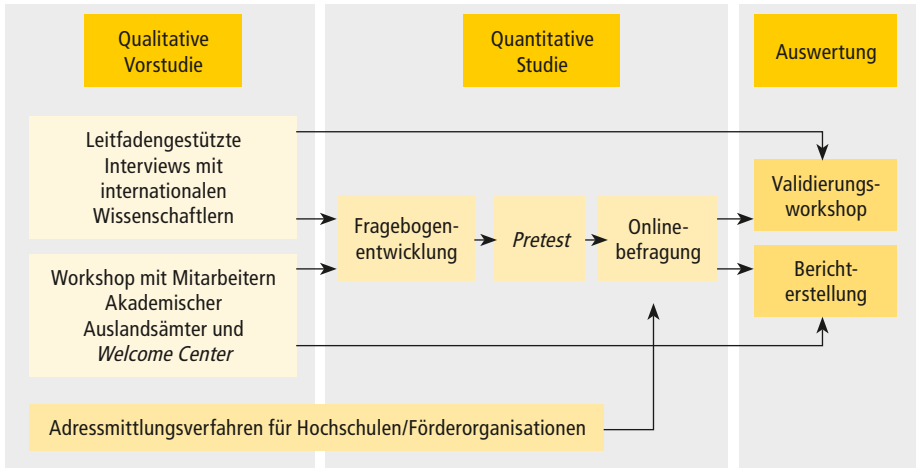 Qualitative
Vorstudie
Quantitative
Studie
Auswertung
Leitfadengestützte
Interviews mit
internationalen
Wissenschaftlern
Workshop mit Mitarbeitern
Akademischer
Auslandsämter und
Welcome Center
Fragebogen-
entwicklung
Pretest
Online-
befragung
Validierungs-
workshop
Bericht-
erstellung
Adressmittlungsverfahren für Hochschulen/Förderorganisationen